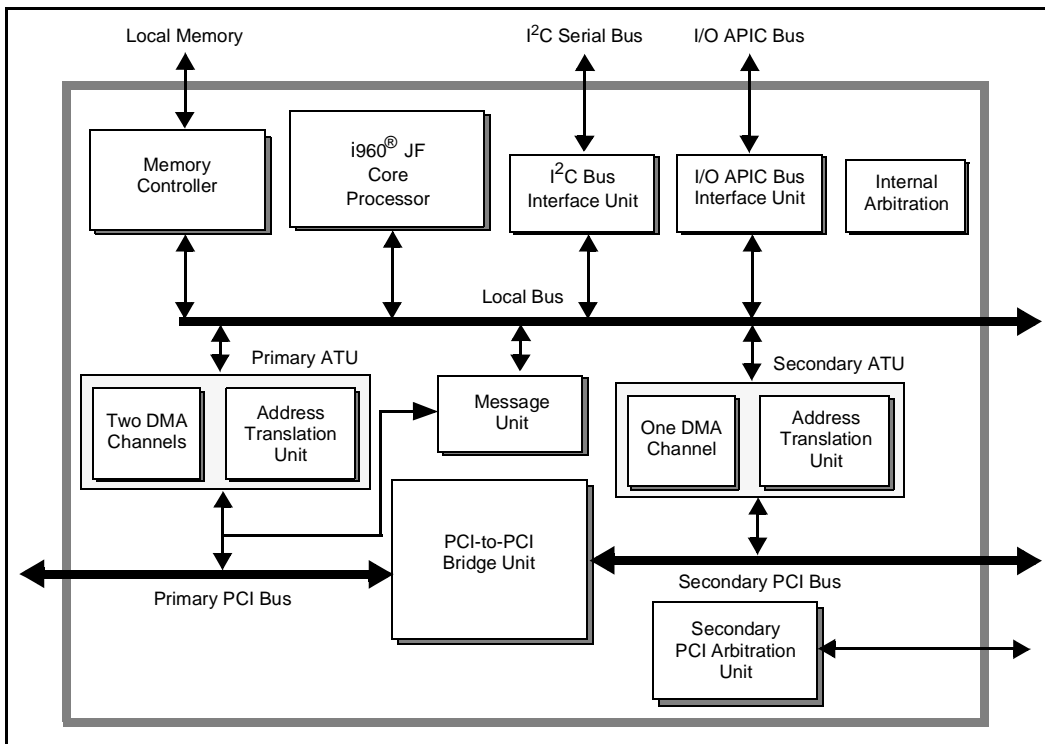 Local Memory
I²C Serial Bus
I/O APIC Bus
Memory
Controller
i960® JF
Core
Processor
I²C Bus
Interface Unit
I/O APIC Bus
Interface Unit
Internal
Arbitration
Local Bus
Primary ATU
Secondary ATU
Two DMA
Channels
Address
Translation
Unit
Message
Unit
One DMA
Channel
Address
Translation
Unit
PCI-to-PCI
Bridge Unit
Primary PCI Bus
Secondary PCI Bus
Secondary
PCI Arbitration
Unit